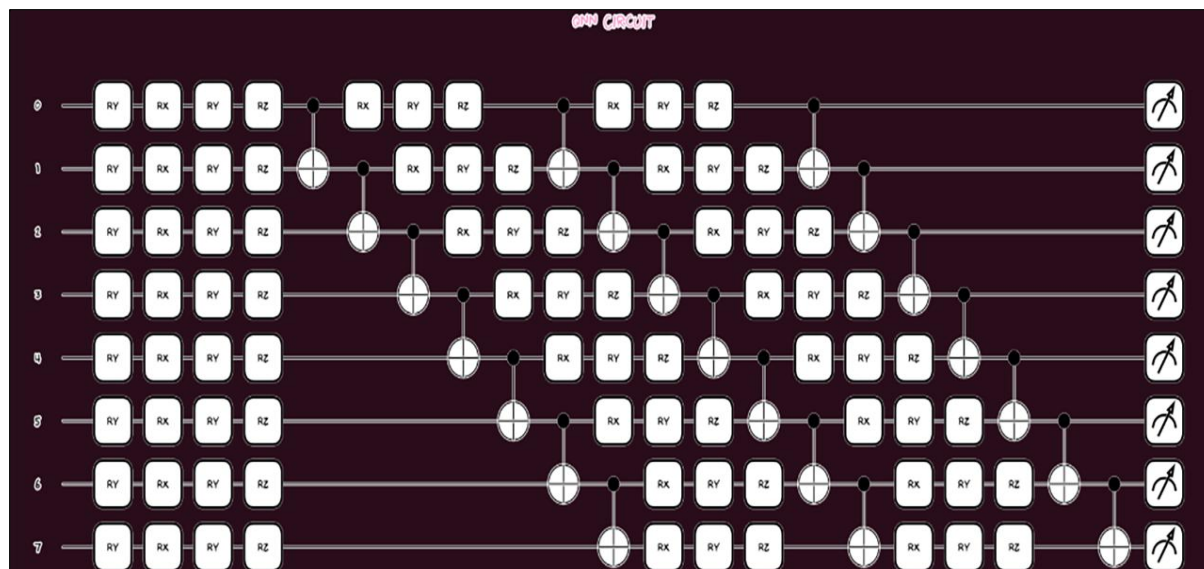 QNN CIRCUIT
0 RY RX RY RZ RX RY RZ RX RY RZ
1 RY RX RY RZ RX RY RZ RX RY RZ
2 RY RX RY RZ RX RY RZ RX RY RZ
3 RY RX RY RZ RX RY RZ RX RY RZ
4 RY RX RY RZ RX RY RZ RX RY RZ
5 RY RX RY RZ RX RY RZ RX RY RZ
6 RY RX RY RZ RX RY RZ RX RY RZ
7 RY RX RY RZ RX RY RZ RX RY RZ